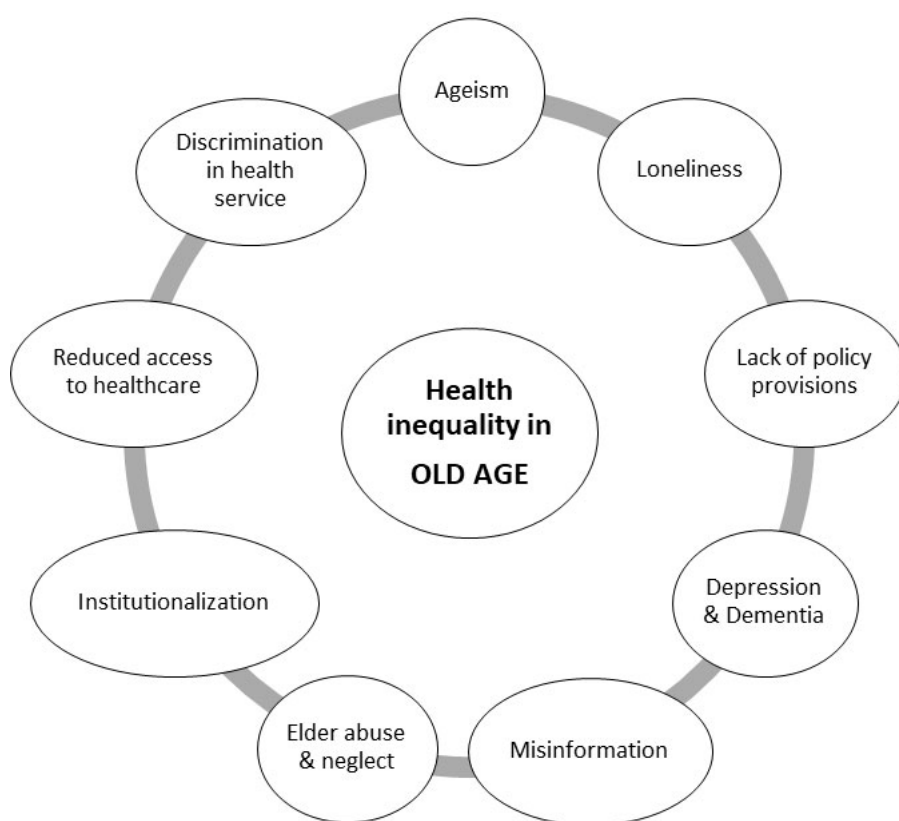 Ageism
Loneliness
Lack of policy
provisions
Depression
& Dementia
Misinformation
Elder abuse
& neglect
Institutionalization
Reduced access
to healthcare
Discrimination
in health
service
Health
inequality in
OLD AGE